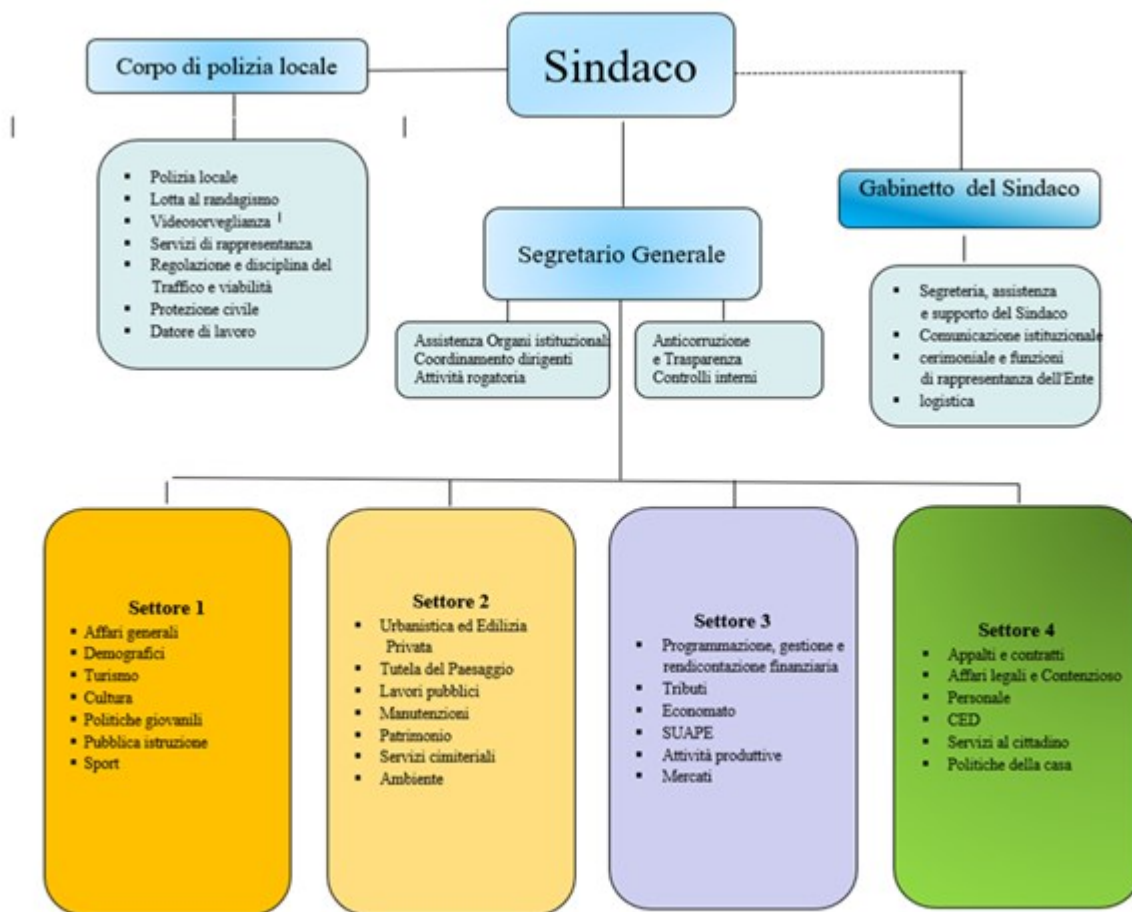 Corpo di polizia locale
Sindaco
▪ Polizia locale
▪ Lotta al randagismo
▪ Videosorveglianza
▪ Servizi di rappresentanza
▪ Regolazione e disciplina del
Traffico e viabilità
▪ Protezione civile
▪ Datore di lavoro
Gabinetto del Sindaco
Segretario Generale
▪ Segreteria, assistenza
e supporto del Sindaco
▪ Comunicazione istituzionale
▪ cerimoniale e funzioni
di rappresentanza dell'Ente
▪ logistica
Assistenza Organi istituzionali
Coordinamento dirigenti
Attività rogatoria
Anticorruzione
e Trasparenza
Controlli interni
Settore 1
▪ Affari generali
▪ Demografici
▪ Turismo
▪ Cultura
▪ Politiche giovanili
▪ Pubblica istruzione
▪ Sport
Settore 2
▪ Urbanistica ed Edilizia
Privata
▪ Tutela del Paesaggio
▪ Lavori pubblici
▪ Manutenzioni
▪ Patrimonio
▪ Servizi cimiteriali
▪ Ambiente
Settore 3
▪ Programmazione, gestione e
rendicontazione finanziaria
▪ Tributi
▪ Economato
▪ SUAPE
▪ Attività produttive
▪ Mercati
Settore 4
▪ Appalti e contratti
▪ Affari legali e Contenzioso
▪ Personale
▪ CED
▪ Servizi al cittadino
▪ Politiche della casa